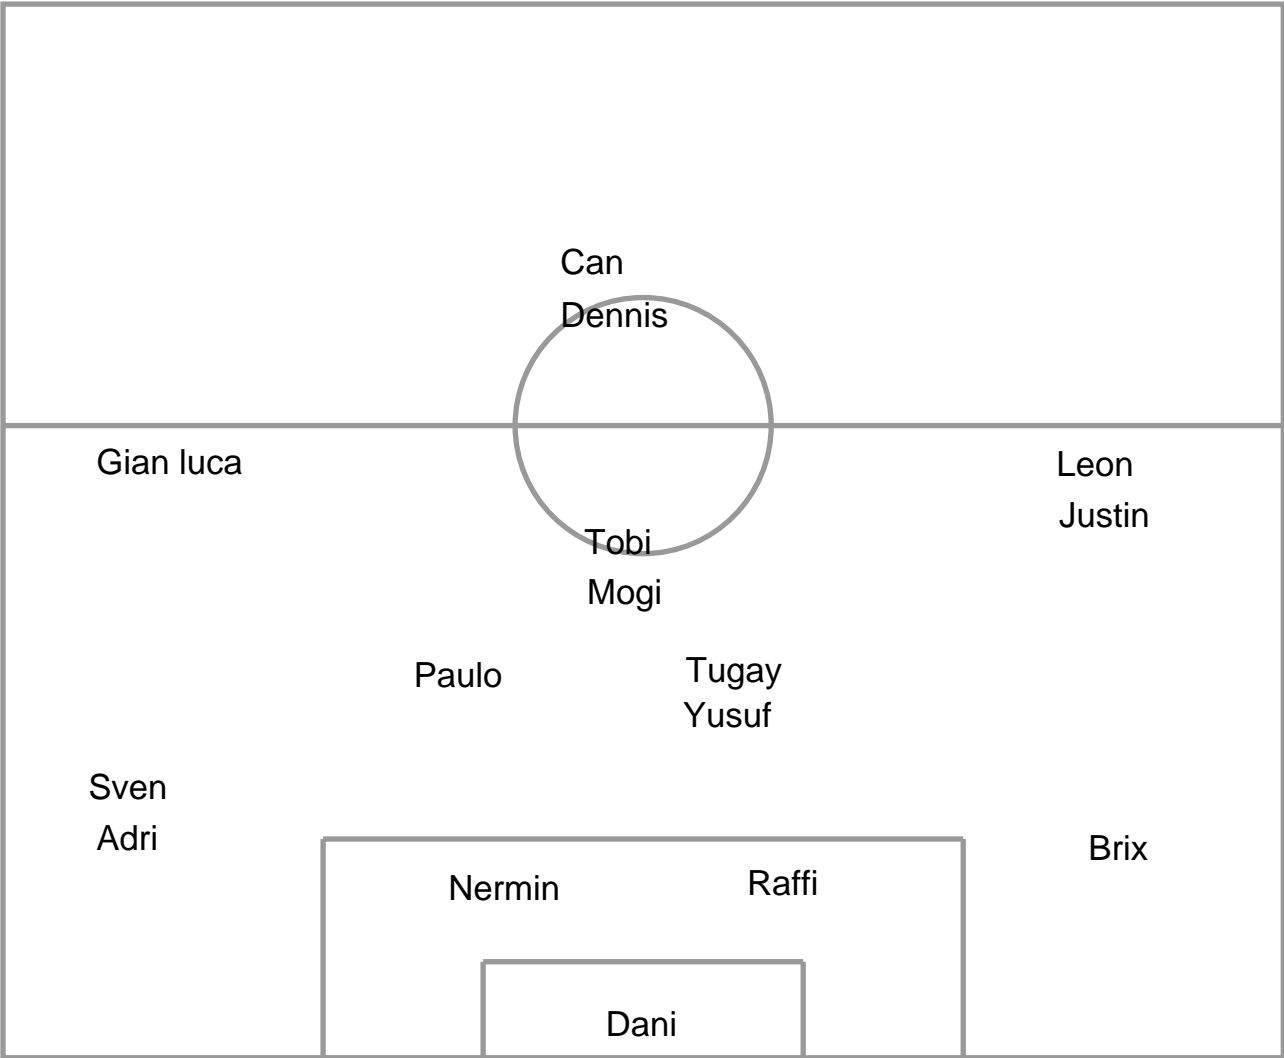 Can
Dennis
Gian luca
Leon
Justin
Tobi
Mogi
Paulo
Tugay
Yusuf
Sven
Adri
Brix
Nermin
Raffi
Dani